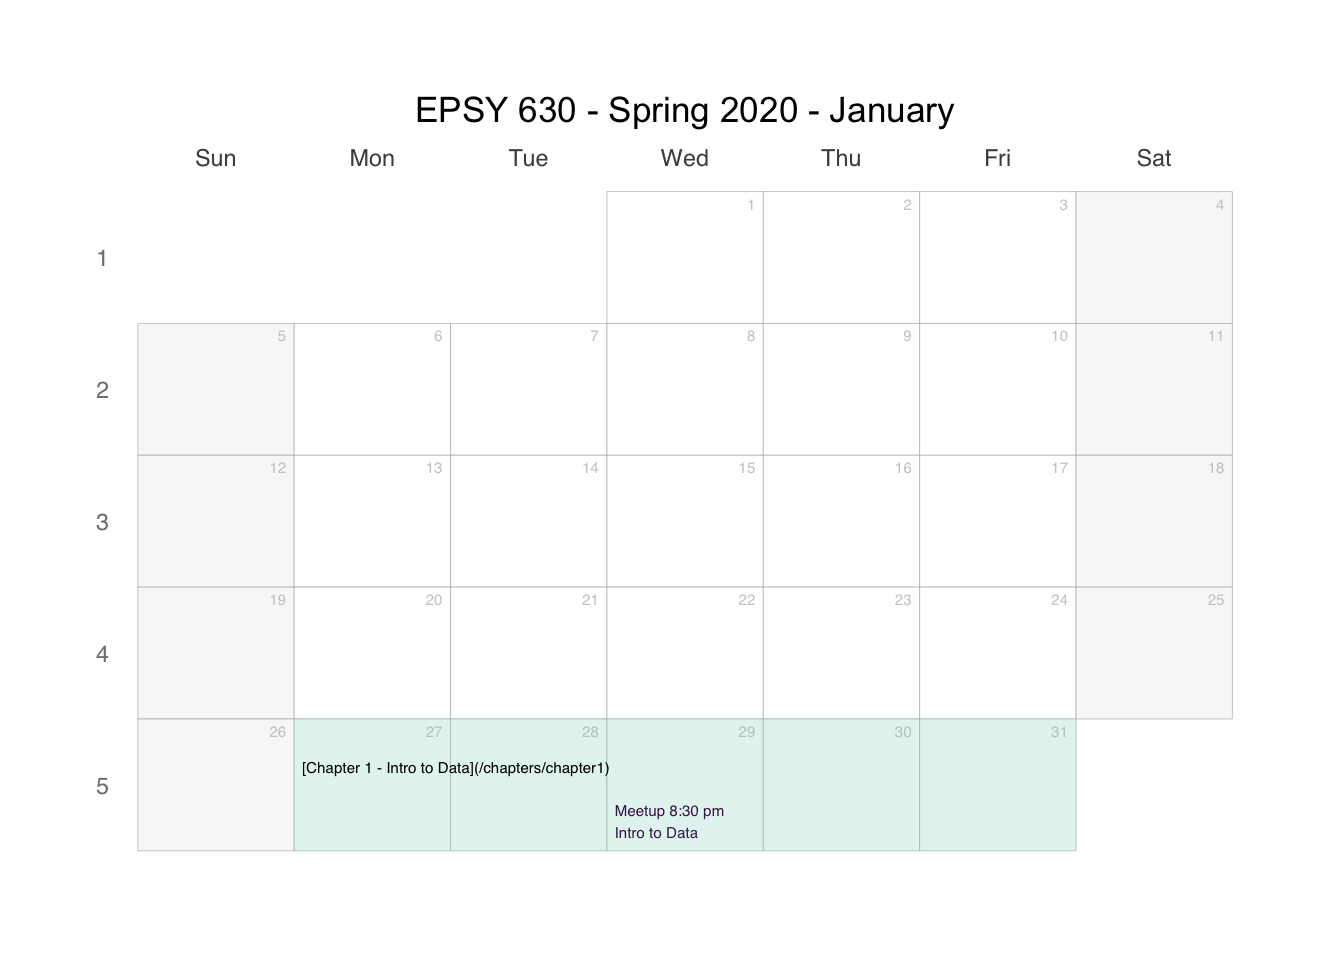 EPSY 630 - Spring 2020 - January
Sun Mon Tue Wed Thu Fri Sat
1 2 3 4
1
5 6 7 8 9 10 11
2
12 13 14 15 16 17 18
3
19 20 21 22 23 24 25
4
26 27 28 29 30 31
[Chapter 1 - Intro to Data](/chapters/chapter1)
5
Meetup 8:30 pm
Intro to Data